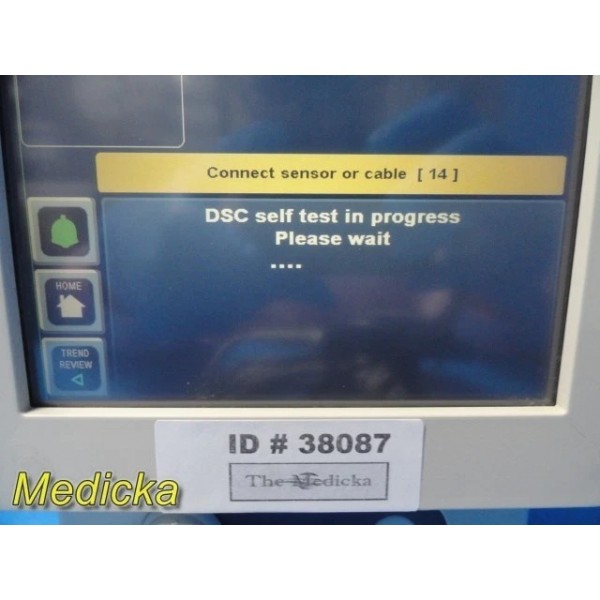 Connect sensor or cable [ 14 ]
DSC self test in progress
Please wait
....
HOME
TREND
REVIEW
ID # 38087
The Medicka
Medicka